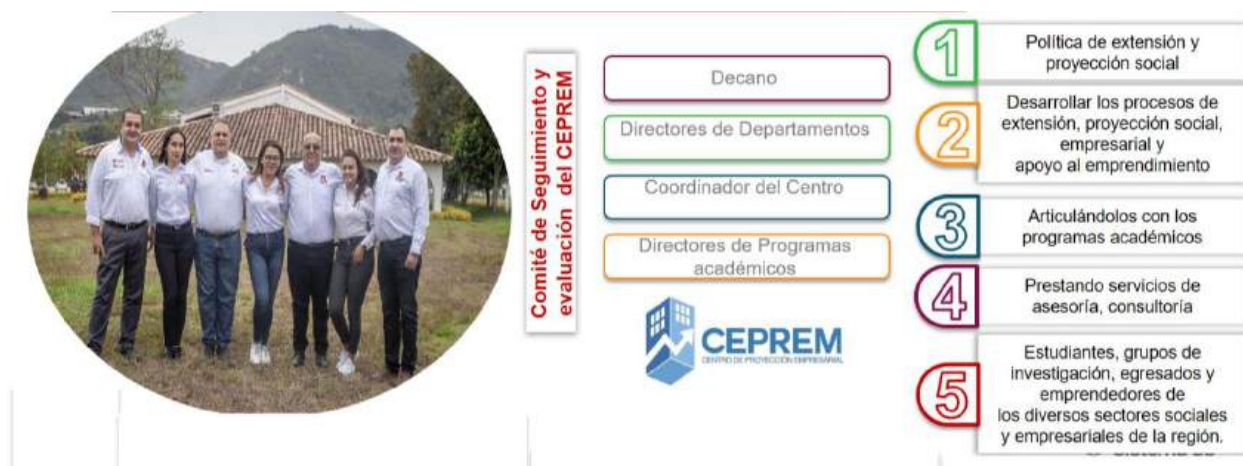 Comité de Seguimiento y
evaluación del CEPREM
Decano
Directores de Departamentos
Coordinador del Centro
Directores de Programas
académicos
CEPREM
CENTRO DE PROYECCIÓN EMPRESARIAL
1
Política de extensión y
proyección social
2
Desarrollar los procesos de
extensión, proyección social,
empresarial y
apoyo al emprendimiento
3
Articulándolos con los
programas académicos
4
Prestando servicios de
asesoría, consultoría
5
Estudiantes, grupos de
investigación, egresados y
emprendedores de
los diversos sectores sociales
y empresariales de la región.